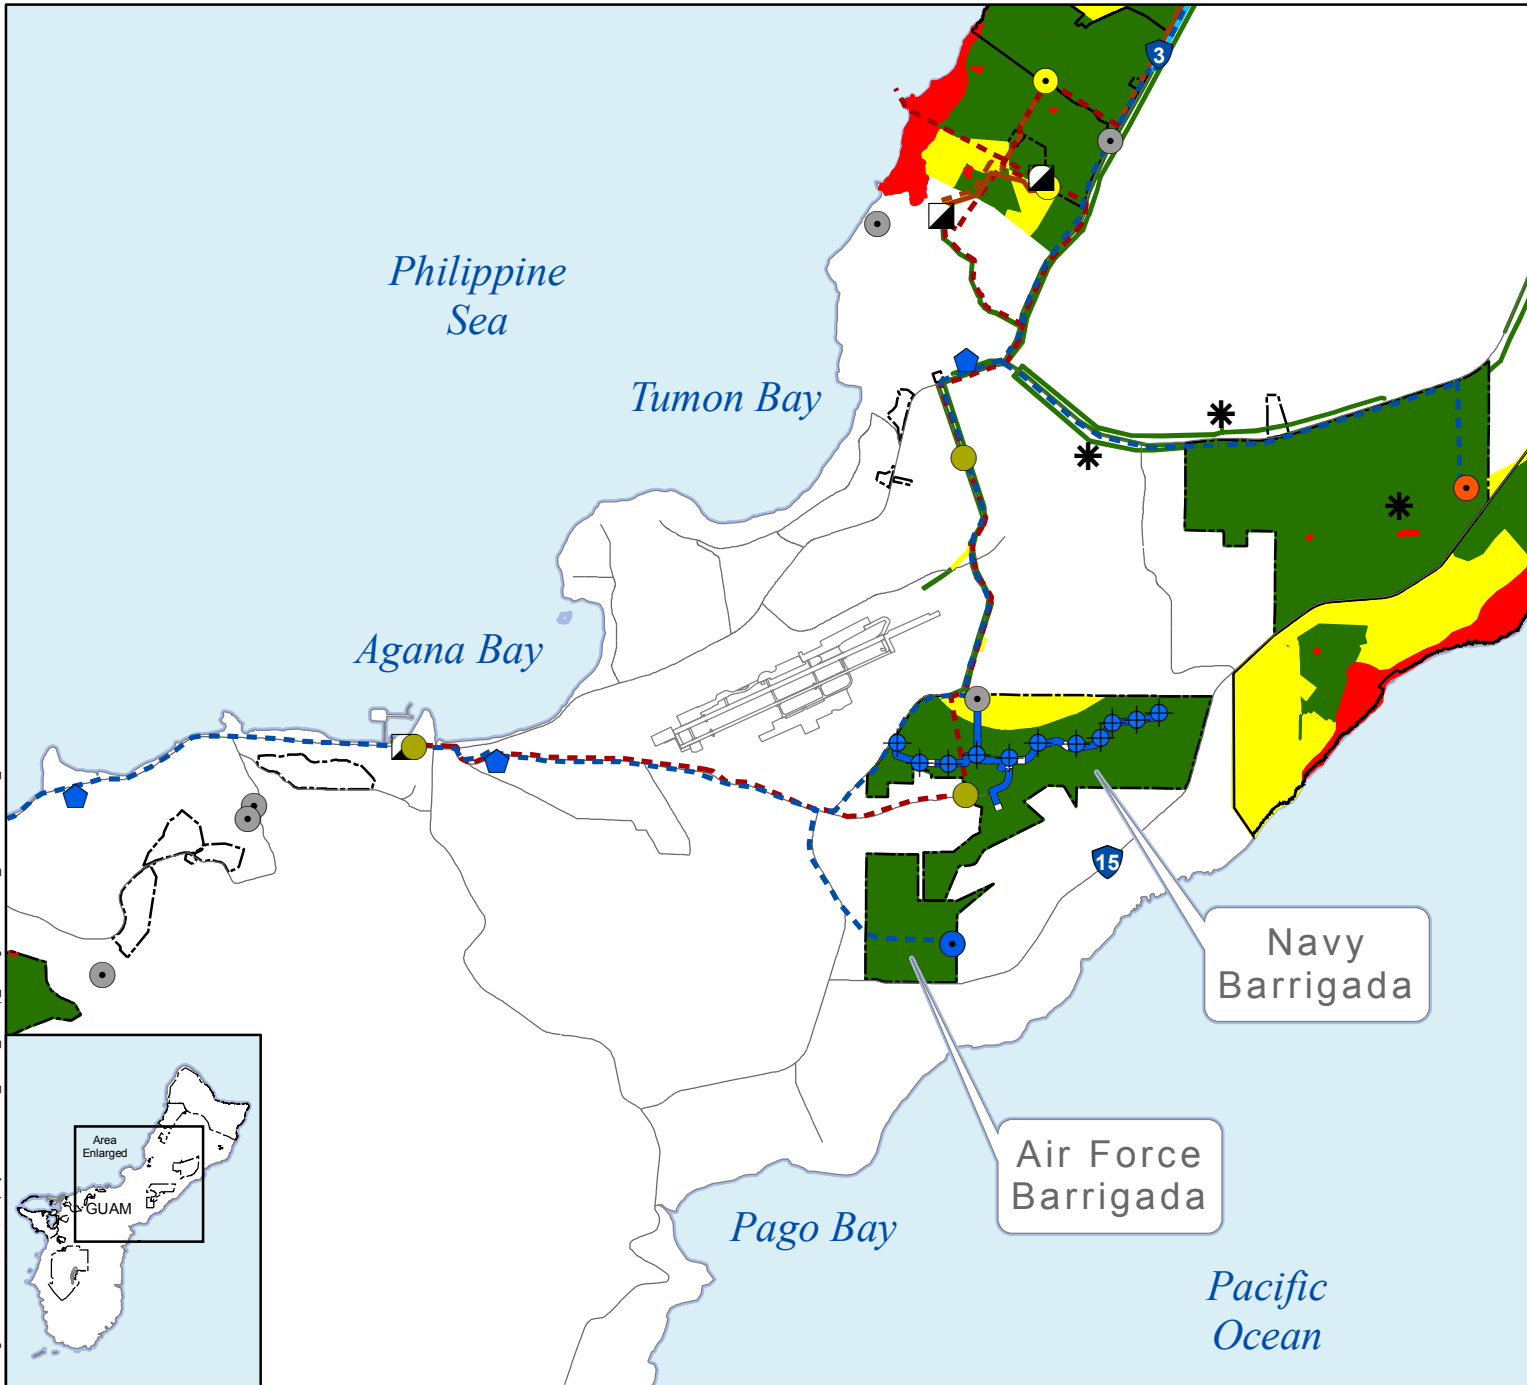 3
Philippine
Sea
Tumon Bay
Agana Bay
15
Navy
Barrigada
Area
Enlarged
GUAM
Air Force
Barrigada
Pago Bay
Pacific
Ocean